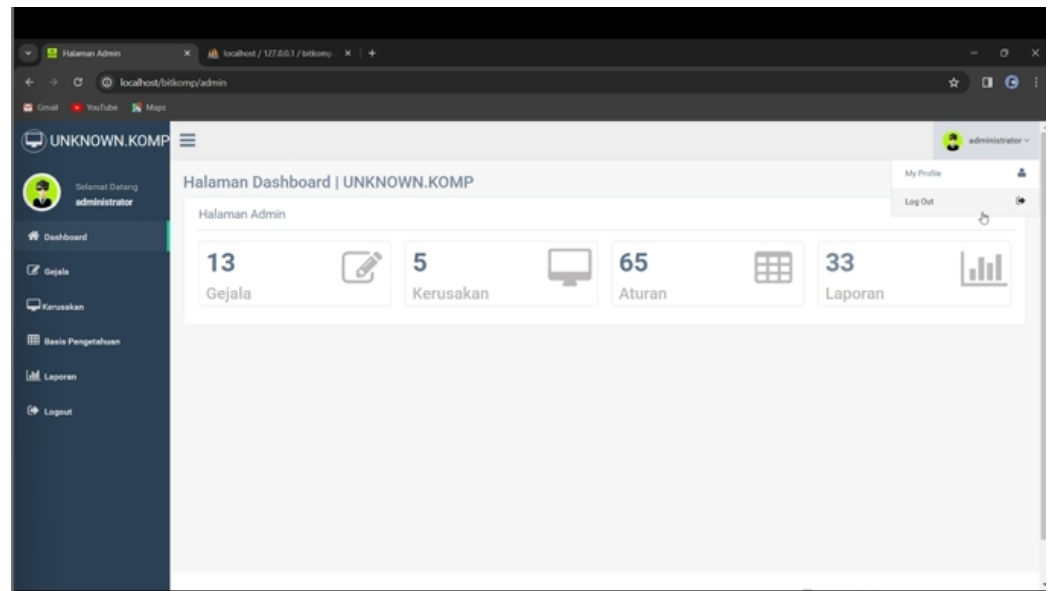 Halaman Admin
localhost / 127.0.0.1 / bitkomp
localhost/bitkomp/admin
Gmail YouTube Maps
UNKNOWN.KOMP
administrator
Selamat Datang
administrator
Dashboard
Gejala
Kerusakan
Basis Pengetahuan
Laporan
Logout
Halaman Dashboard | UNKNOWN.KOMP
My Profile
Log Out
Halaman Admin
13
Gejala
5
Kerusakan
65
Aturan
33
Laporan